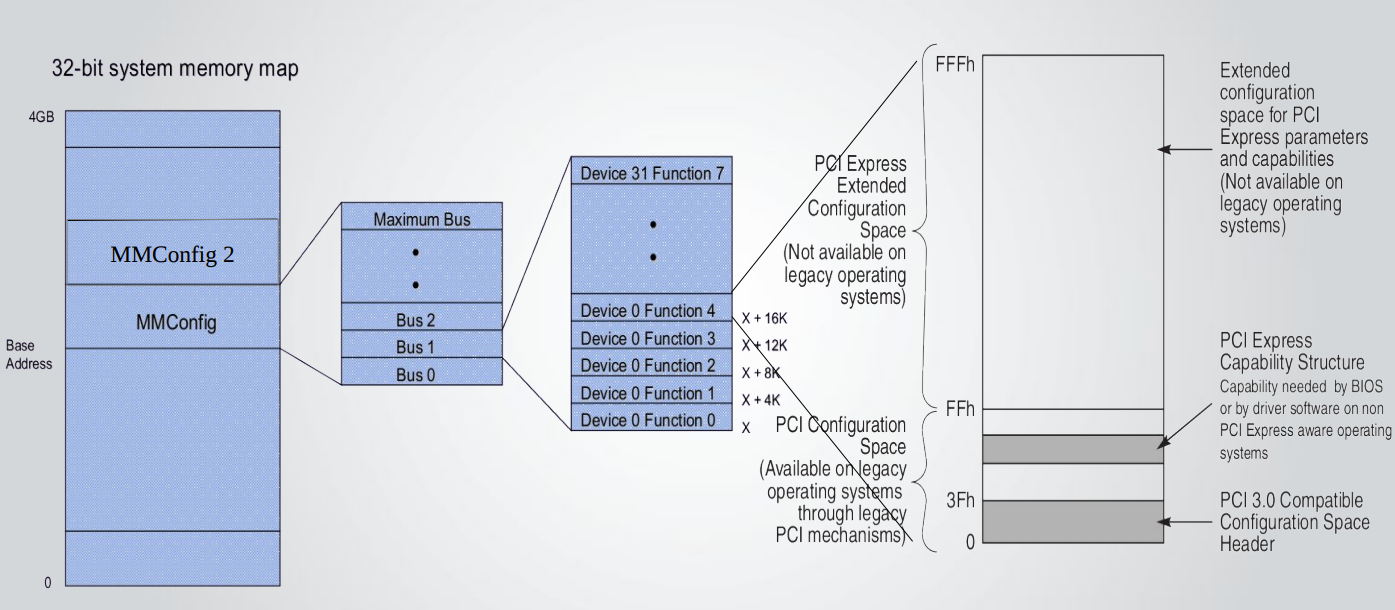 32-bit system memory map
4GB
MMConfig 2
MMConfig
Base
Address
0
Maximum Bus
Bus 2
Bus 1
Bus 0
Device 31 Function 7
Device 0 Function 4
Device 0 Function 3
Device 0 Function 2
Device 0 Function 1
Device 0 Function 0
X + 16K
X + 12K
X + 8K
X + 4K
X
PCI Express
Extended
Configuration
Space
(Not available on
legacy operating
systems)
PCI Configuration
Space
(Available on legacy
operating systems
through legacy
PCI mechanisms)
FFFh
FFh
3Fh
0
Extended
configuration
space for PCI
Express parameters
and capabilities
(Not available on
legacy operating
systems)
PCI Express
Capability Structure
Capability needed by BIOS
or by driver software on non
PCI Express aware operating
systems
PCI 3.0 Compatible
Configuration Space
Header